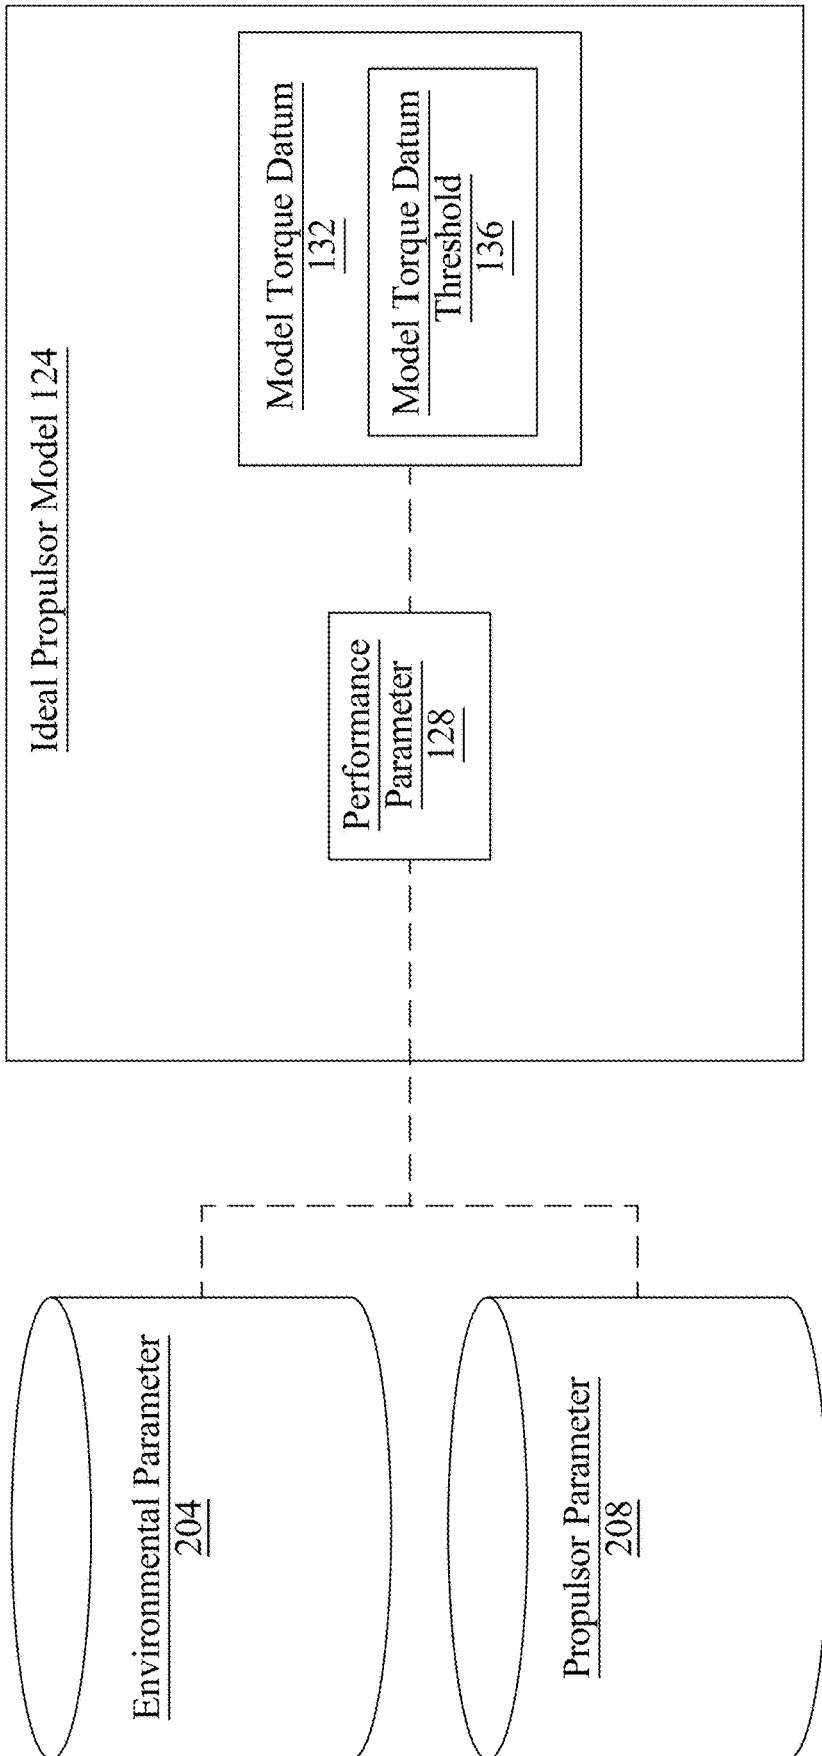 Ideal Propulsor Model 124
Environmental Parameter
204
Propulsor Parameter
208
Performance
Parameter
128
Model Torque Datum
132
Model Torque Datum
Threshold
136